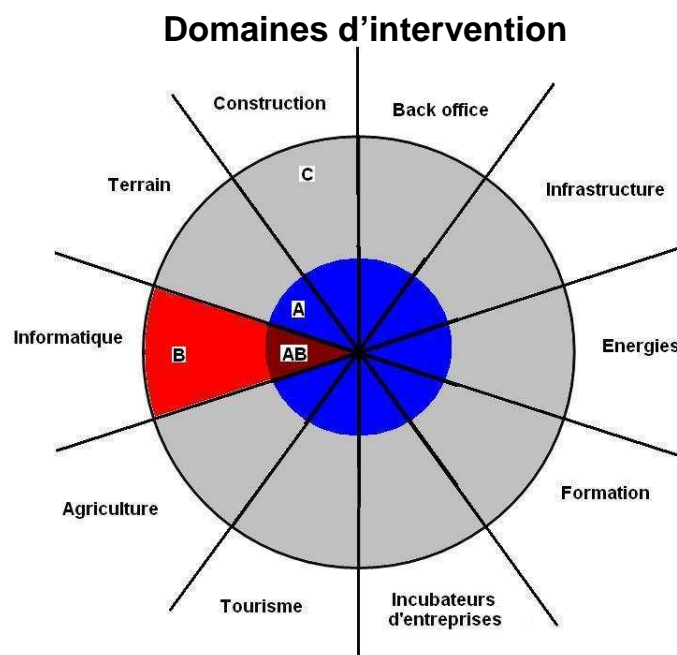 Domaines d’intervention
Construction
Back office
C
Terrain
Infrastructure
A
Informatique
B
AB
Energies
Agriculture
Formation
Tourisme
Incubateurs
d'entreprises